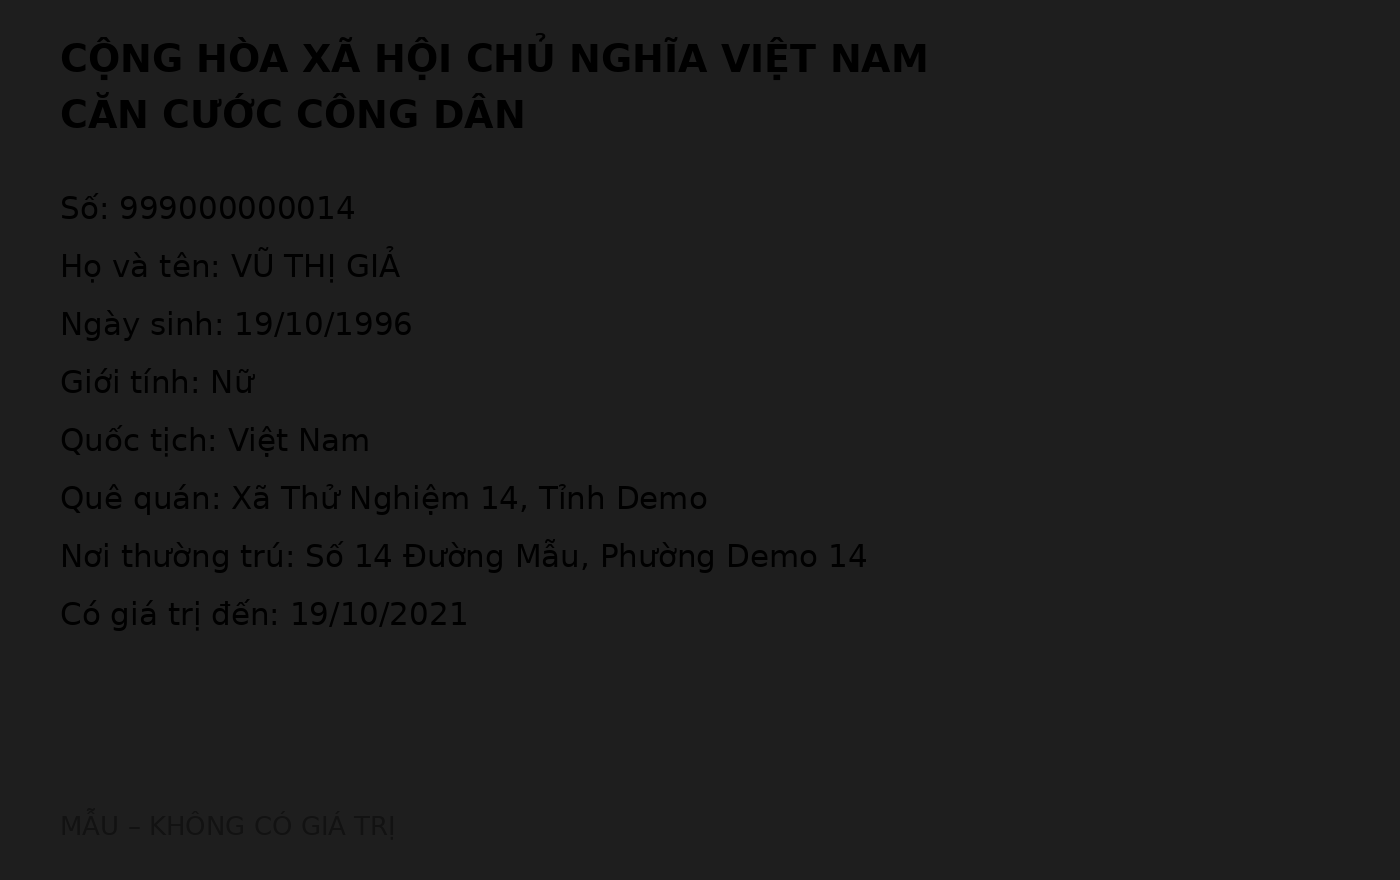 CỘNG HÒA XÃ HỘI CHỦ NGHĨA VIỆT NAM
CĂN CƯỚC CÔNG DÂN
Số: 999000000014
Họ và tên: VŨ THỊ GIẢ
Ngày sinh: 19/10/1996
Giới tính: Nữ
Quốc tịch: Việt Nam
Quê quán: Xã Thử Nghiệm 14, Tỉnh Demo
Nơi thường trú: Số 14 Đường Mẫu, Phường Demo 14
Có giá trị đến: 19/10/2021
MẪU – KHÔNG CÓ GIÁ TRỊ